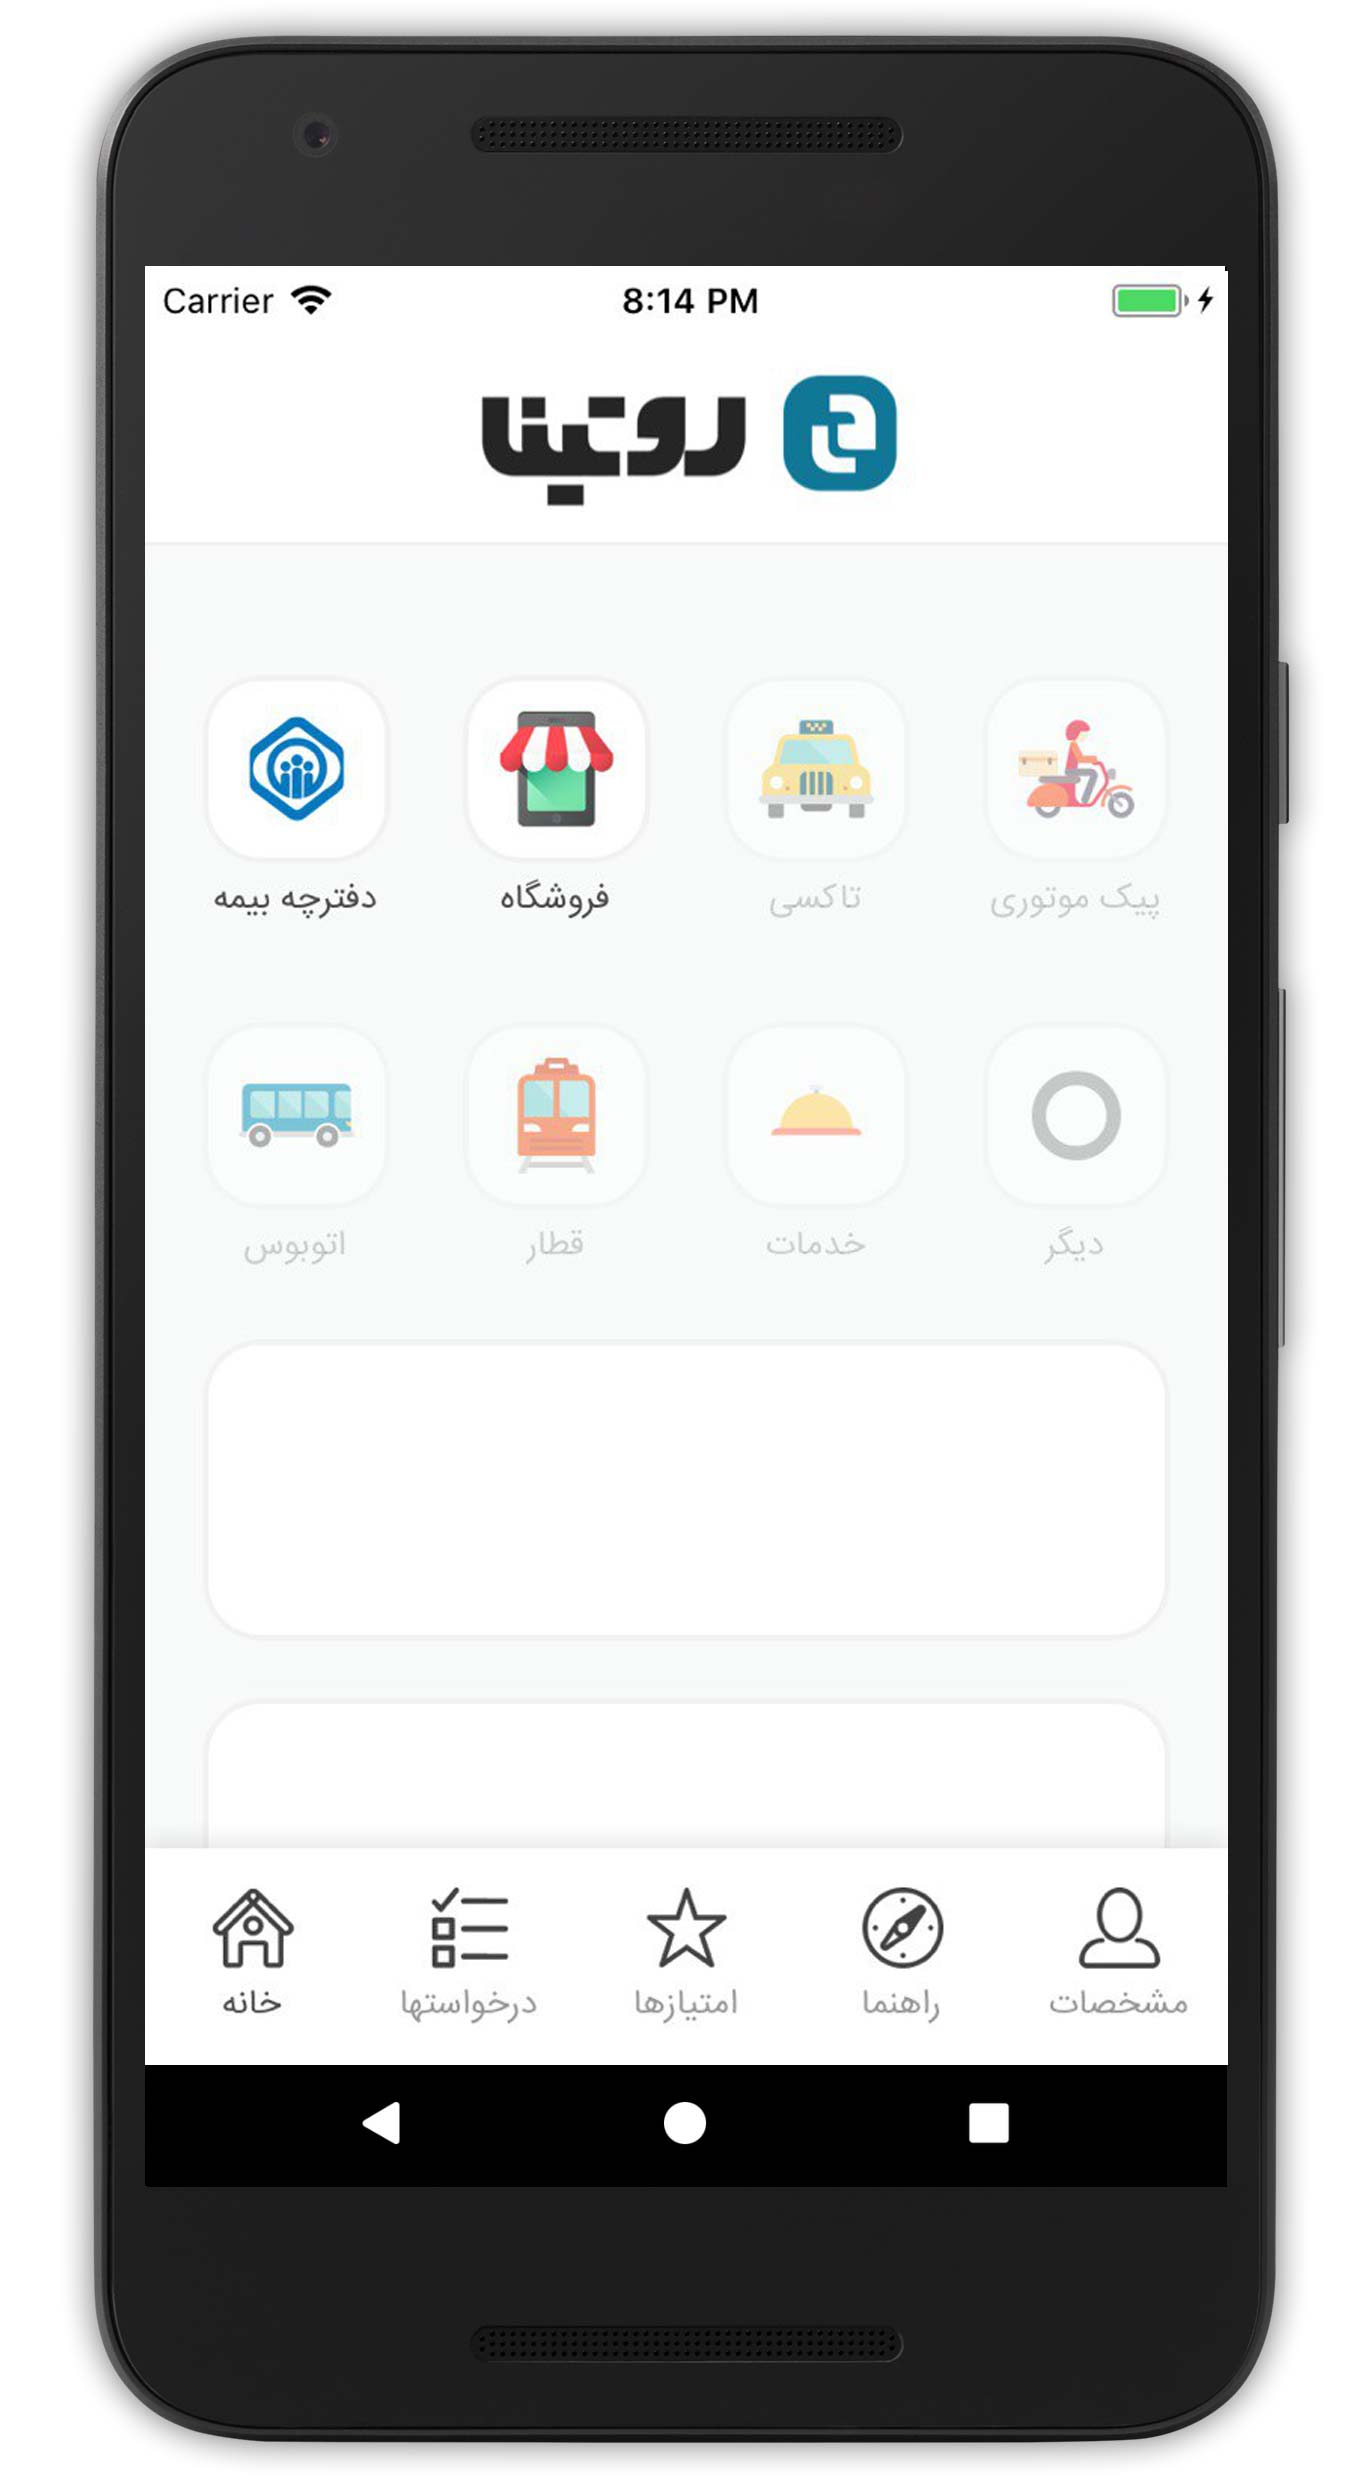 Carrier 8:14 PM
روتینا
پیک موتوری
تاکسی
فروشگاه
دفترچه بیمه
دیگر
خدمات
قطار
اتوبوس
مشخصات
راهنما
امتیازها
درخواستها
خانه